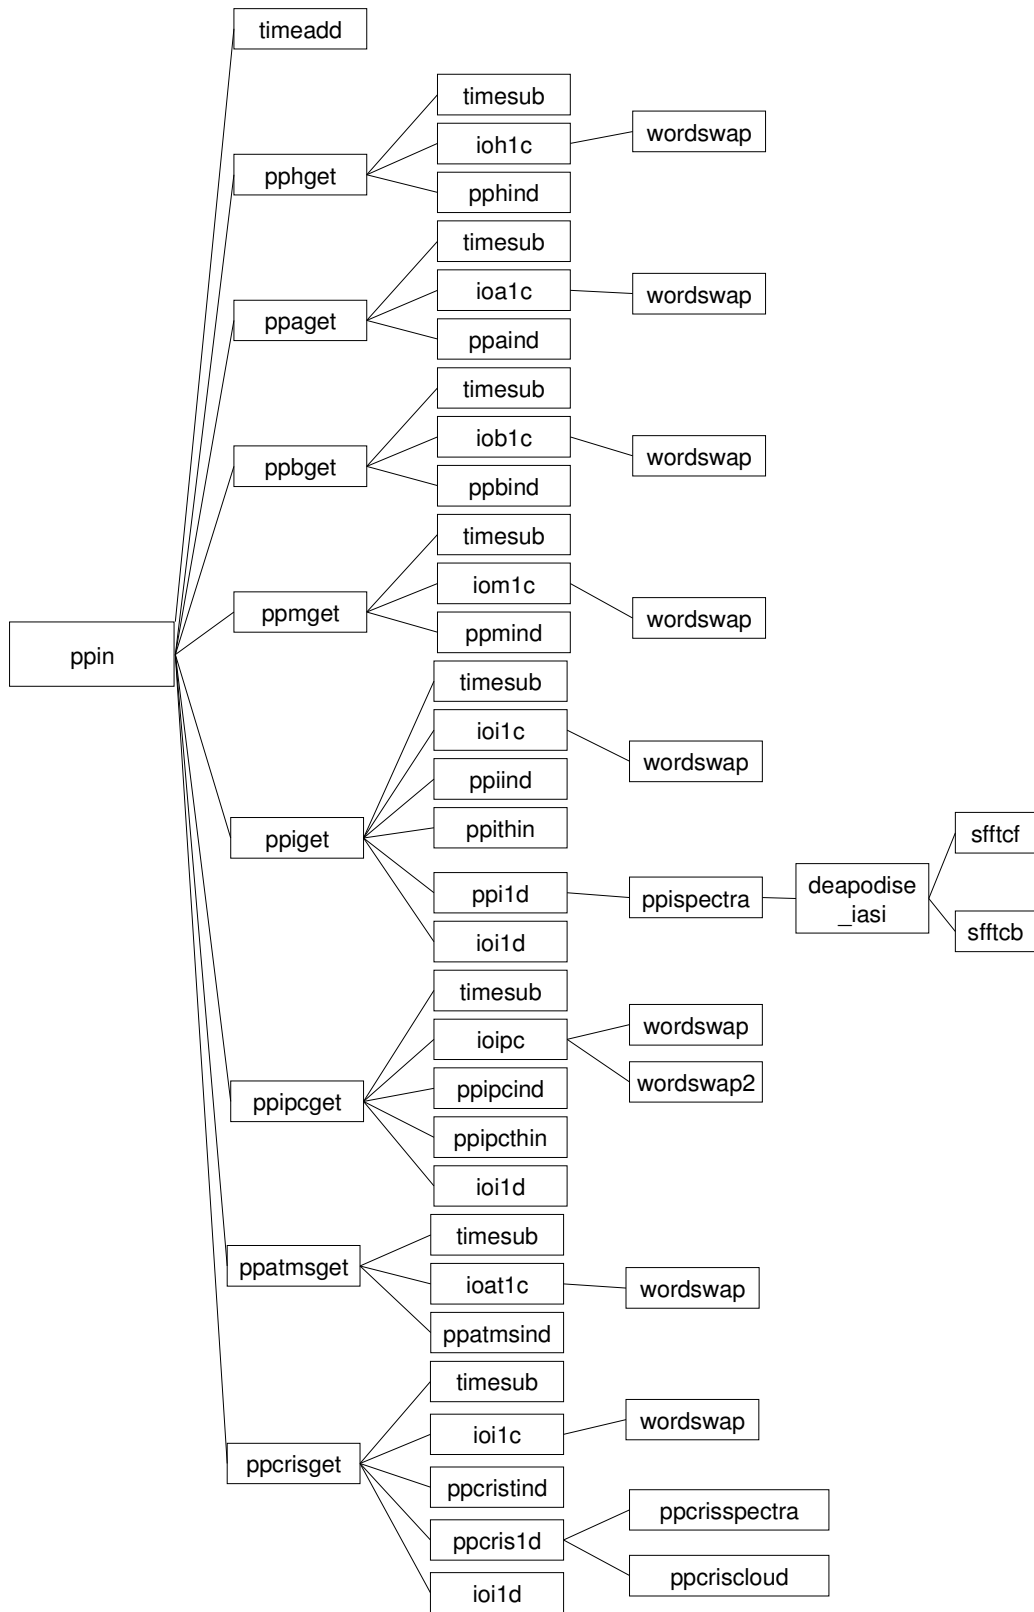 timeadd
timesub
ioh1c
wordswap
pphget
pphind
timesub
ioa1c
wordswap
ppaget
ppaind
timesub
iob1c
wordswap
ppbget
ppbind
timesub
iom1c
wordswap
ppmget
ppmind
ppin
timesub
ioi1c
wordswap
ppiind
ppithin
ppiget
ppi1d
ppispectra
deapodise
_iasi
sfftcf
sfftcb
ioi1d
timesub
ioipc
wordswap
wordswap2
ppipcget
ppipcind
ppipcthin
ioi1d
timesub
ppatmsget
ioat1c
wordswap
ppatmsind
timesub
ioi1c
wordswap
ppcrisget
ppcristind
ppcris1d
ppcrisspectra
ppcriscloud
ioi1d